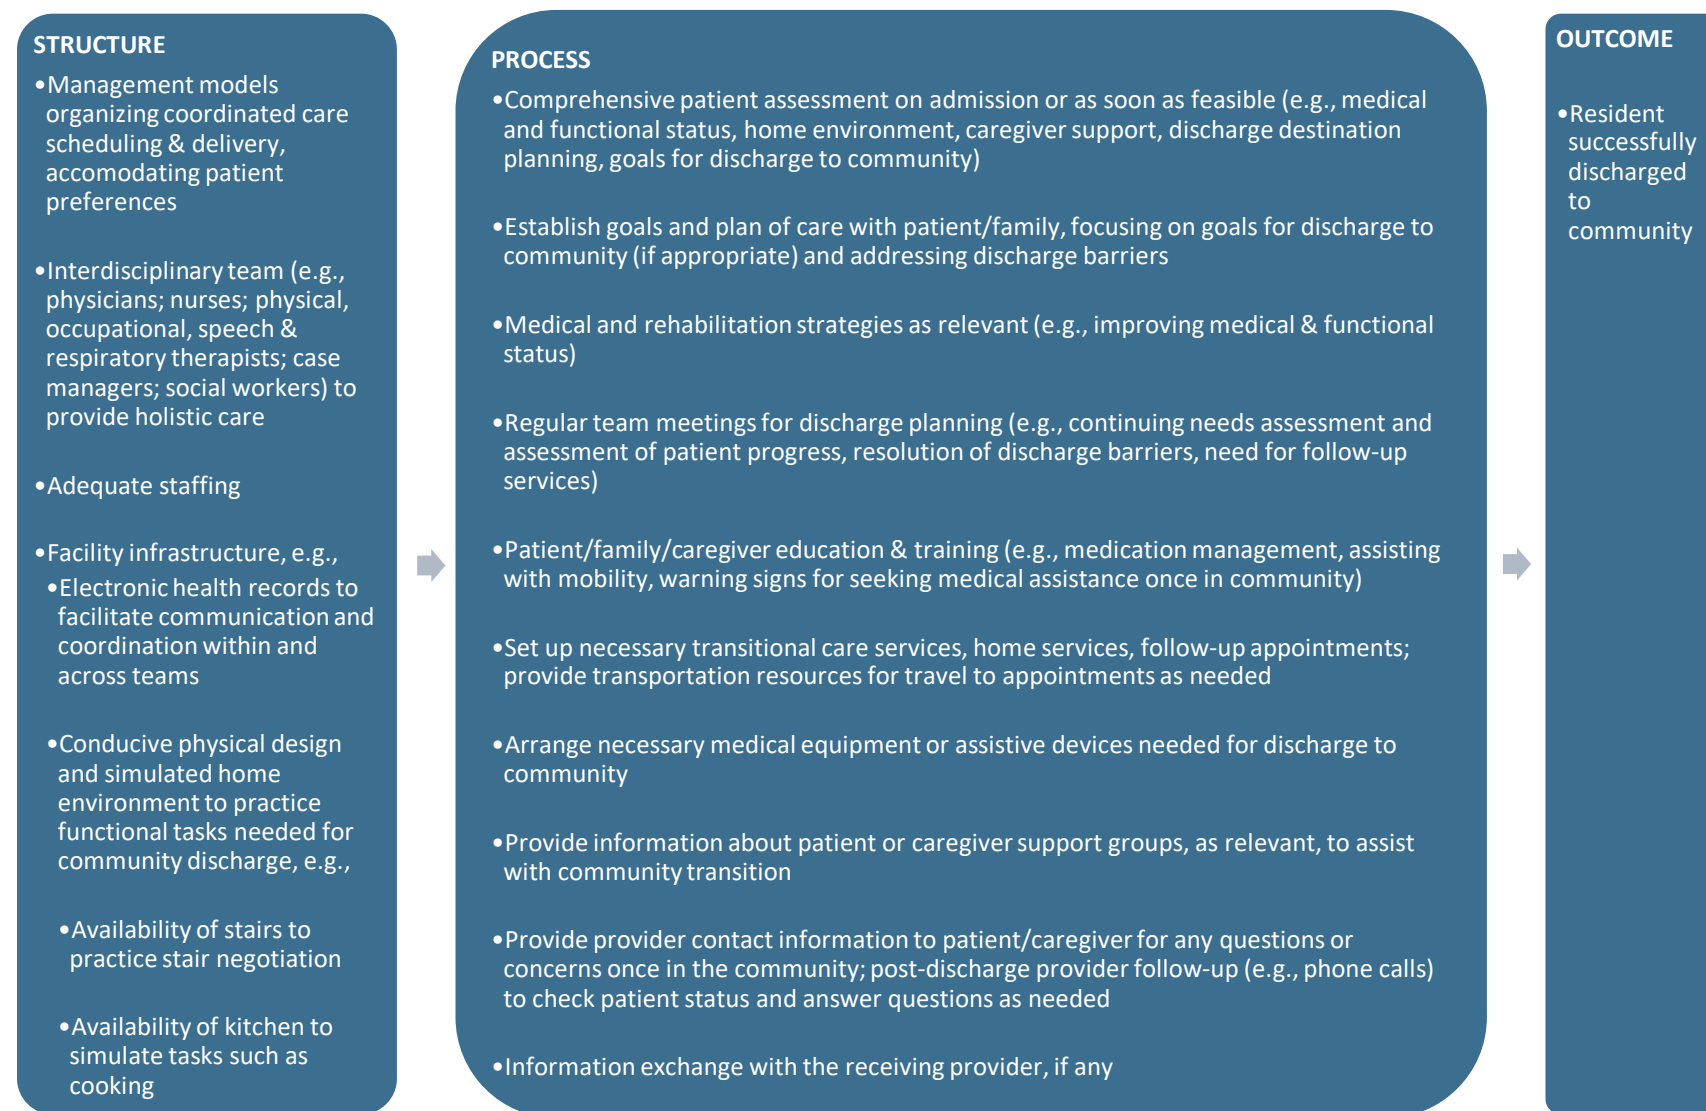 STRUCTURE
•Management models
organizing coordinated care
scheduling & delivery,
accomodating patient
preferences
•Interdisciplinary team (e.g.,
physicians; nurses; physical,
occupational, speech &
respiratory therapists; case
managers; social workers) to
provide holistic care
•Adequate staffing
•Facility infrastructure, e.g.,
•Electronic health records to
facilitate communication and
coordination within and
across teams
•Conducive physical design
and simulated home
environment to practice
functional tasks needed for
community discharge, e.g.,
•Availability of stairs to
practice stair negotiation
•Availability of kitchen to
simulate tasks such as
cooking
PROCESS
•Comprehensive patient assessment on admission or as soon as feasible (e.g., medical
and functional status, home environment, caregiver support, discharge destination
planning, goals for discharge to community)
•Establish goals and plan of care with patient/family, focusing on goals for discharge to
community (if appropriate) and addressing discharge barriers
•Medical and rehabilitation strategies as relevant (e.g., improving medical & functional
status)
•Regular team meetings for discharge planning (e.g., continuing needs assessment and
assessment of patient progress, resolution of discharge barriers, need for follow-up
services)
•Patient/family/caregiver education & training (e.g., medication management, assisting
with mobility, warning signs for seeking medical assistance once in community)
•Set up necessary transitional care services, home services, follow-up appointments;
provide transportation resources for travel to appointments as needed
•Arrange necessary medical equipment or assistive devices needed for discharge to
community
•Provide information about patient or caregiver support groups, as relevant, to assist
with community transition
•Provide provider contact information to patient/caregiver for any questions or
concerns once in the community; post-discharge provider follow-up (e.g., phone calls)
to check patient status and answer questions as needed
•Information exchange with the receiving provider, if any
OUTCOME
•Resident
successfully
discharged
to
community